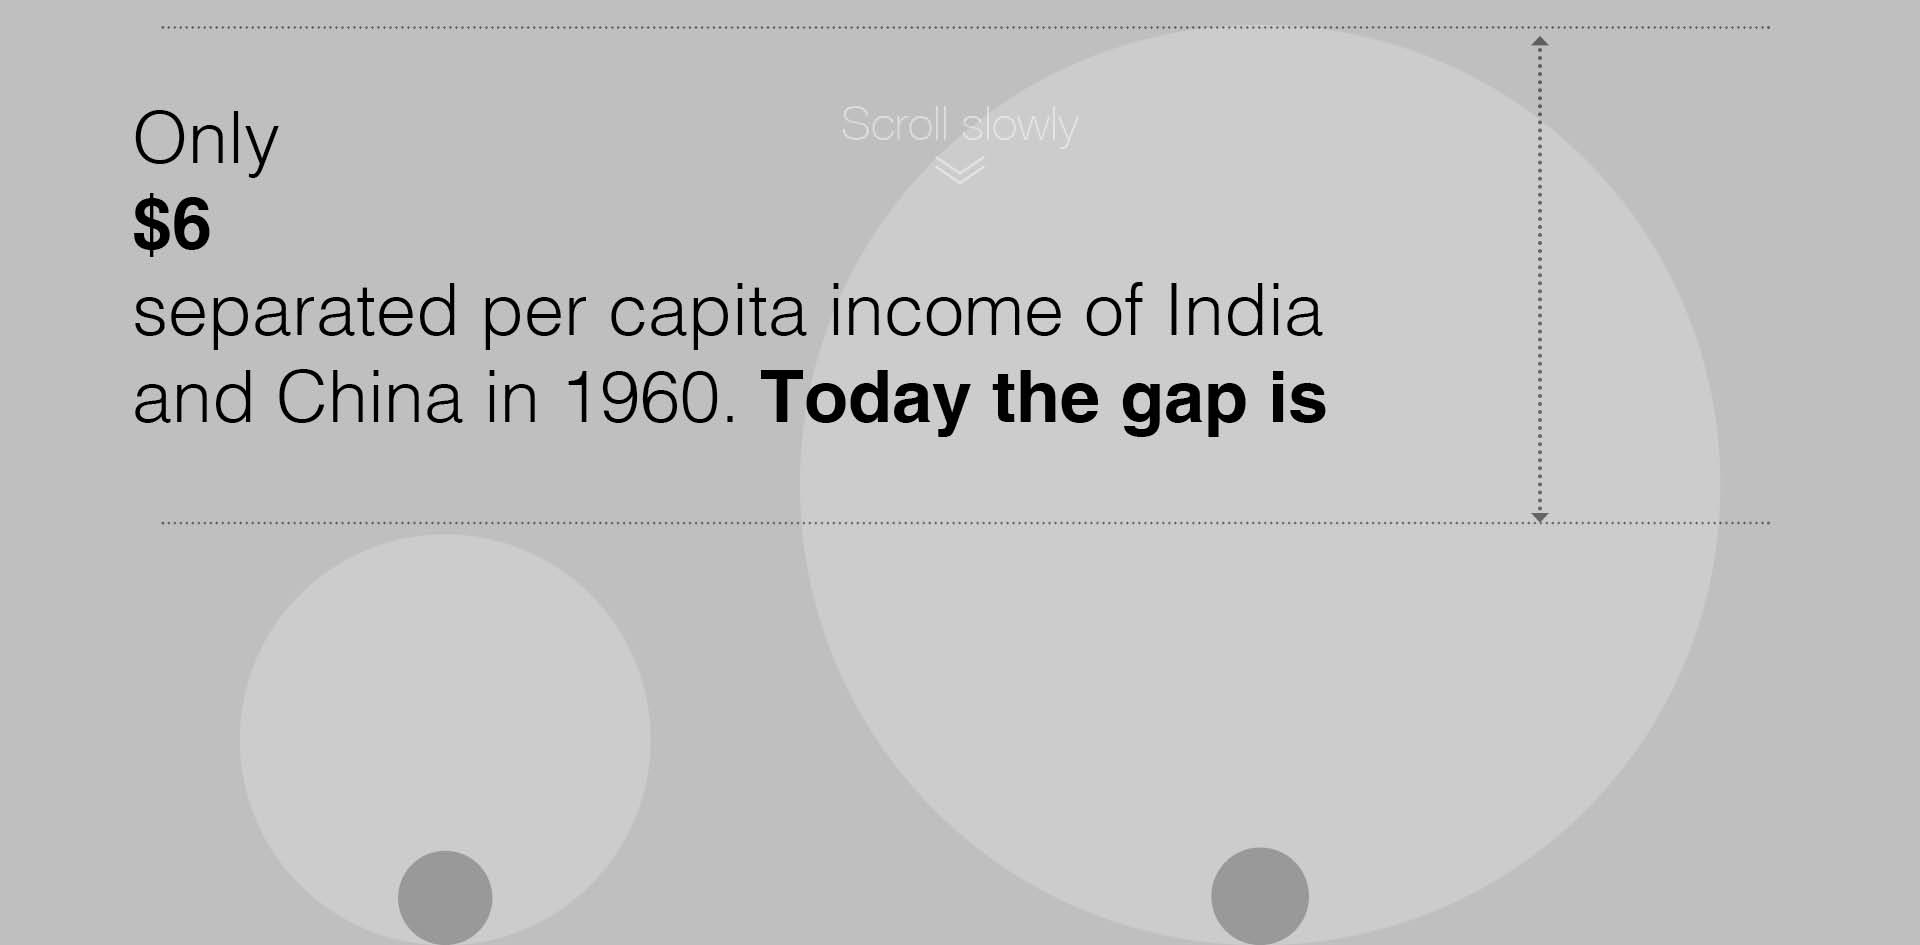 Scroll slowly
Only
$6
separated per capita income of India
and China in 1960. Today the gap is